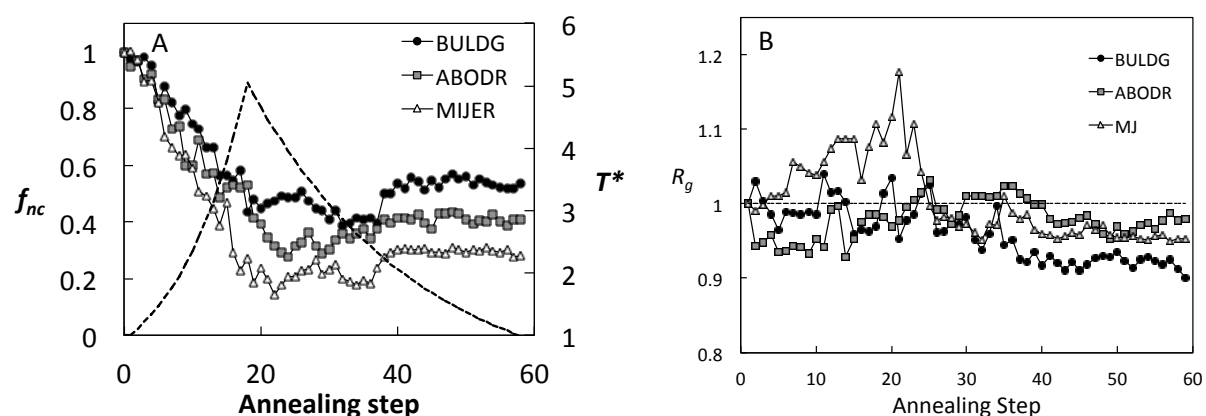 A
BULDG
ABODR
MIJER
1
0.8
0.6
0.4
0.2
0
f_nc
6
5
4
3
2
1
T*
0 20 40 60
Annealing step
B
BULDG
ABODR
MJ
1.2
1.1
1
0.9
0.8
R_g
0 10 20 30 40 50 60
Annealing Step